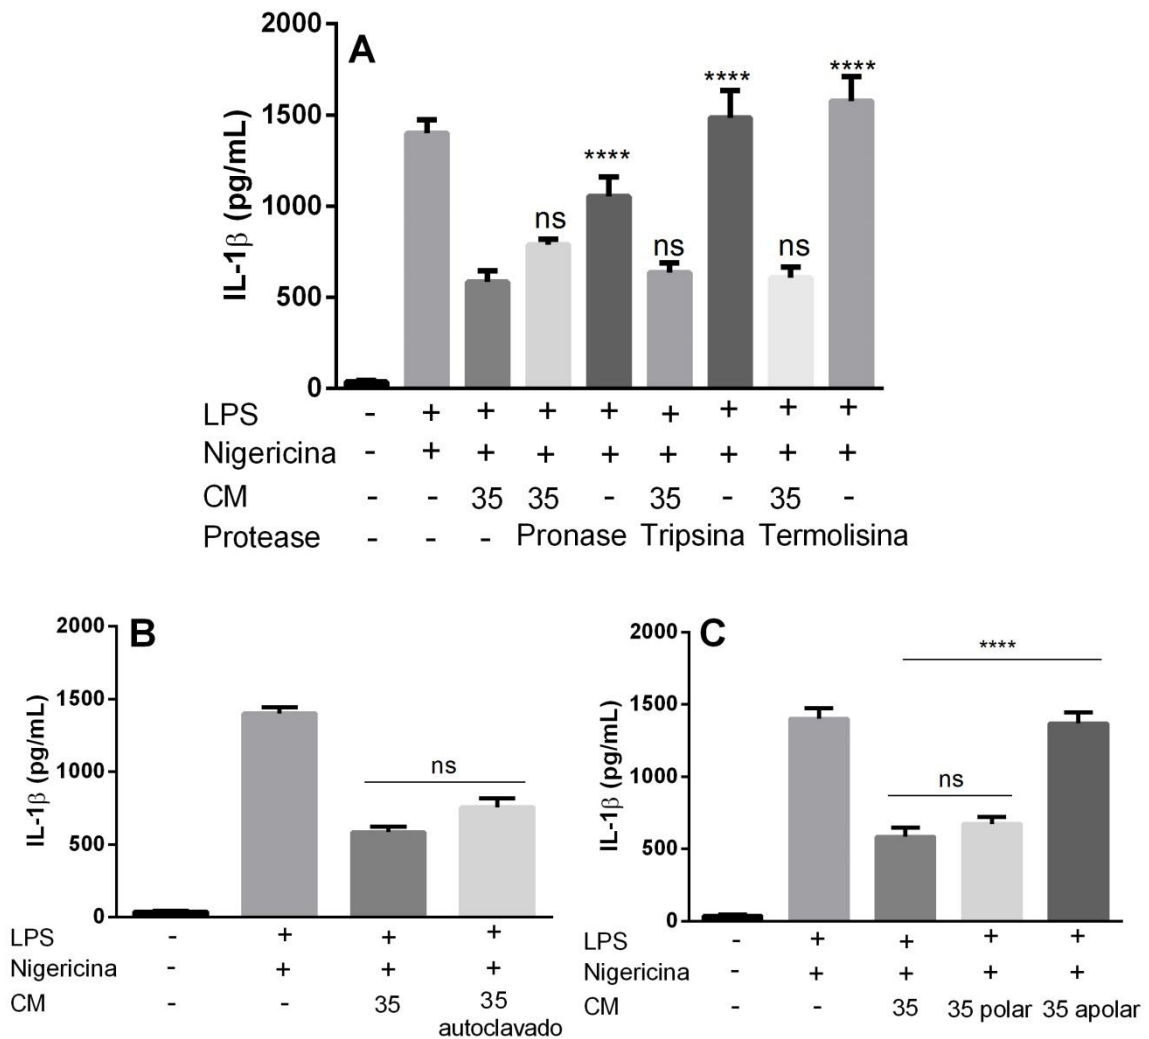 A
IL-1β (pg/mL)
2000
1500
1000
500
0
**** ns **** ns **** ns
LPS - + + + + + + + +
Nigericina - + + + + + + + +
CM - - 35 35 - 35 - 35 -
Protease - - - Pronase Tripsina Termolisina
B
IL-1β (pg/mL)
2000
1500
1000
500
0
ns
LPS - + + +
Nigericina - + + +
CM - - 35 35
autoclavado
C
IL-1β (pg/mL)
2000
1500
1000
500
0
****
ns
LPS - + + + +
Nigericina - + + + +
CM - - 35 35 polar 35 apolar